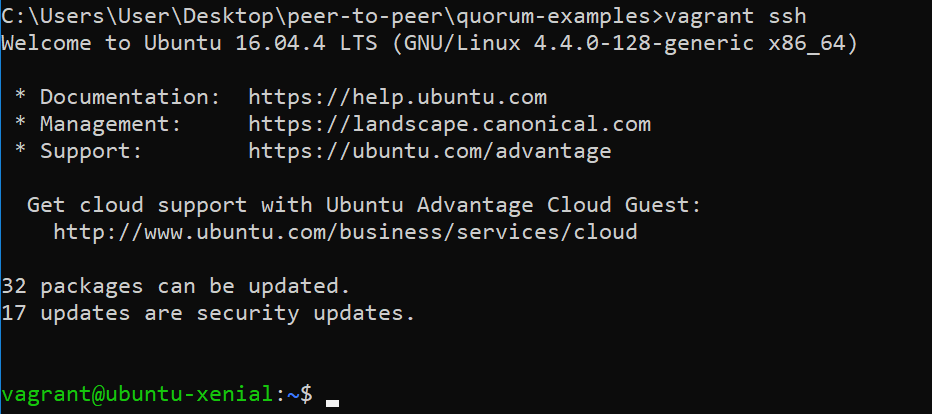 C:\Users\User\Desktop\peer-to-peer\quorum-examples>vagrant ssh
Welcome to Ubuntu 16.04.4 LTS (GNU/Linux 4.4.0-128-generic x86_64)
* Documentation:  https://help.ubuntu.com
* Management:     https://landscape.canonical.com
* Support:        https://ubuntu.com/advantage
Get cloud support with Ubuntu Advantage Cloud Guest:
http://www.ubuntu.com/business/services/cloud
32 packages can be updated.
17 updates are security updates.
vagrant@ubuntu-xenial:~$